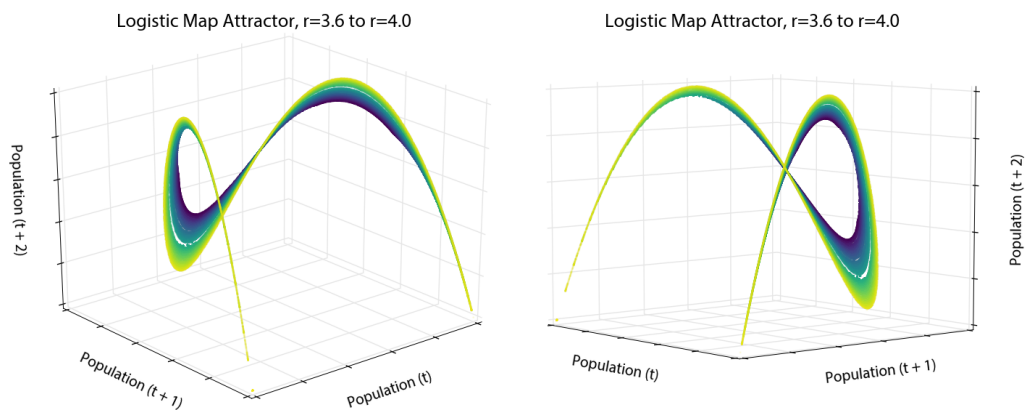 Logistic Map Attractor, r=3.6 to r=4.0
Population (t + 2)
Population (t + 1)
Population (t)
Logistic Map Attractor, r=3.6 to r=4.0
Population (t + 2)
Population (t)
Population (t + 1)